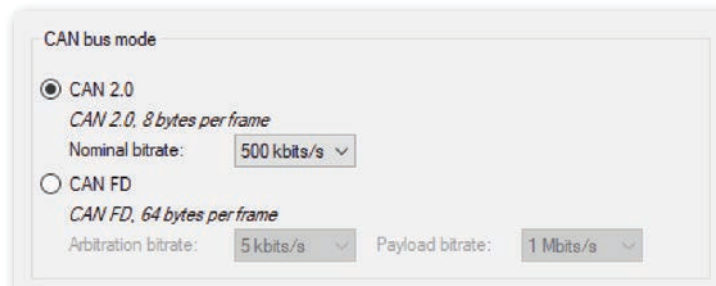 CAN bus mode
CAN 2.0
CAN 2.0, 8 bytes per frame
Nominal bitrate: 500 kbits/s
CAN FD
CAN FD, 64 bytes per frame
Arbitration bitrate: 5 kbits/s Payload bitrate: 1 Mbits/s